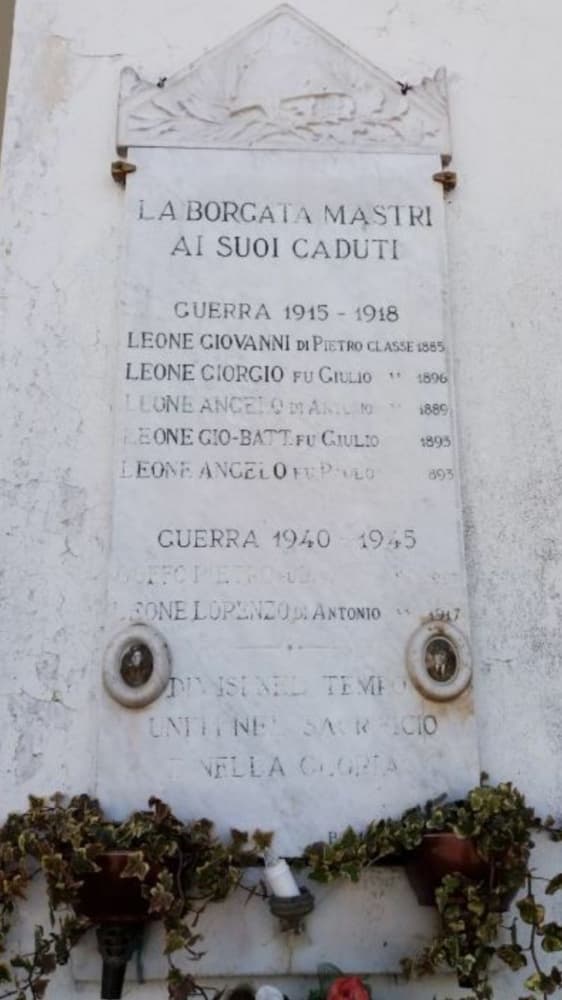 LA BORGATA MASTRI
AI SUOI CADUTI
GUERRA 1915 - 1918
LEONE GIOVANNI DI PIETRO CLASSE 1885
LEONE GIORGIO FU GIULIO " 1896
LEONE ANGELO DI ANTONIO " 1889
LEONE GIO-BATT. FU GIULIO 1893
LEONE ANGELO FU PAOLO 893
GUERRA 1940 - 1945
PIETRO
LEONE LORENZO DI ANTONIO " 1917
DIVISI NEL TEMPO
UNITI NEL SACRIFICIO
E NELLA GLORIA